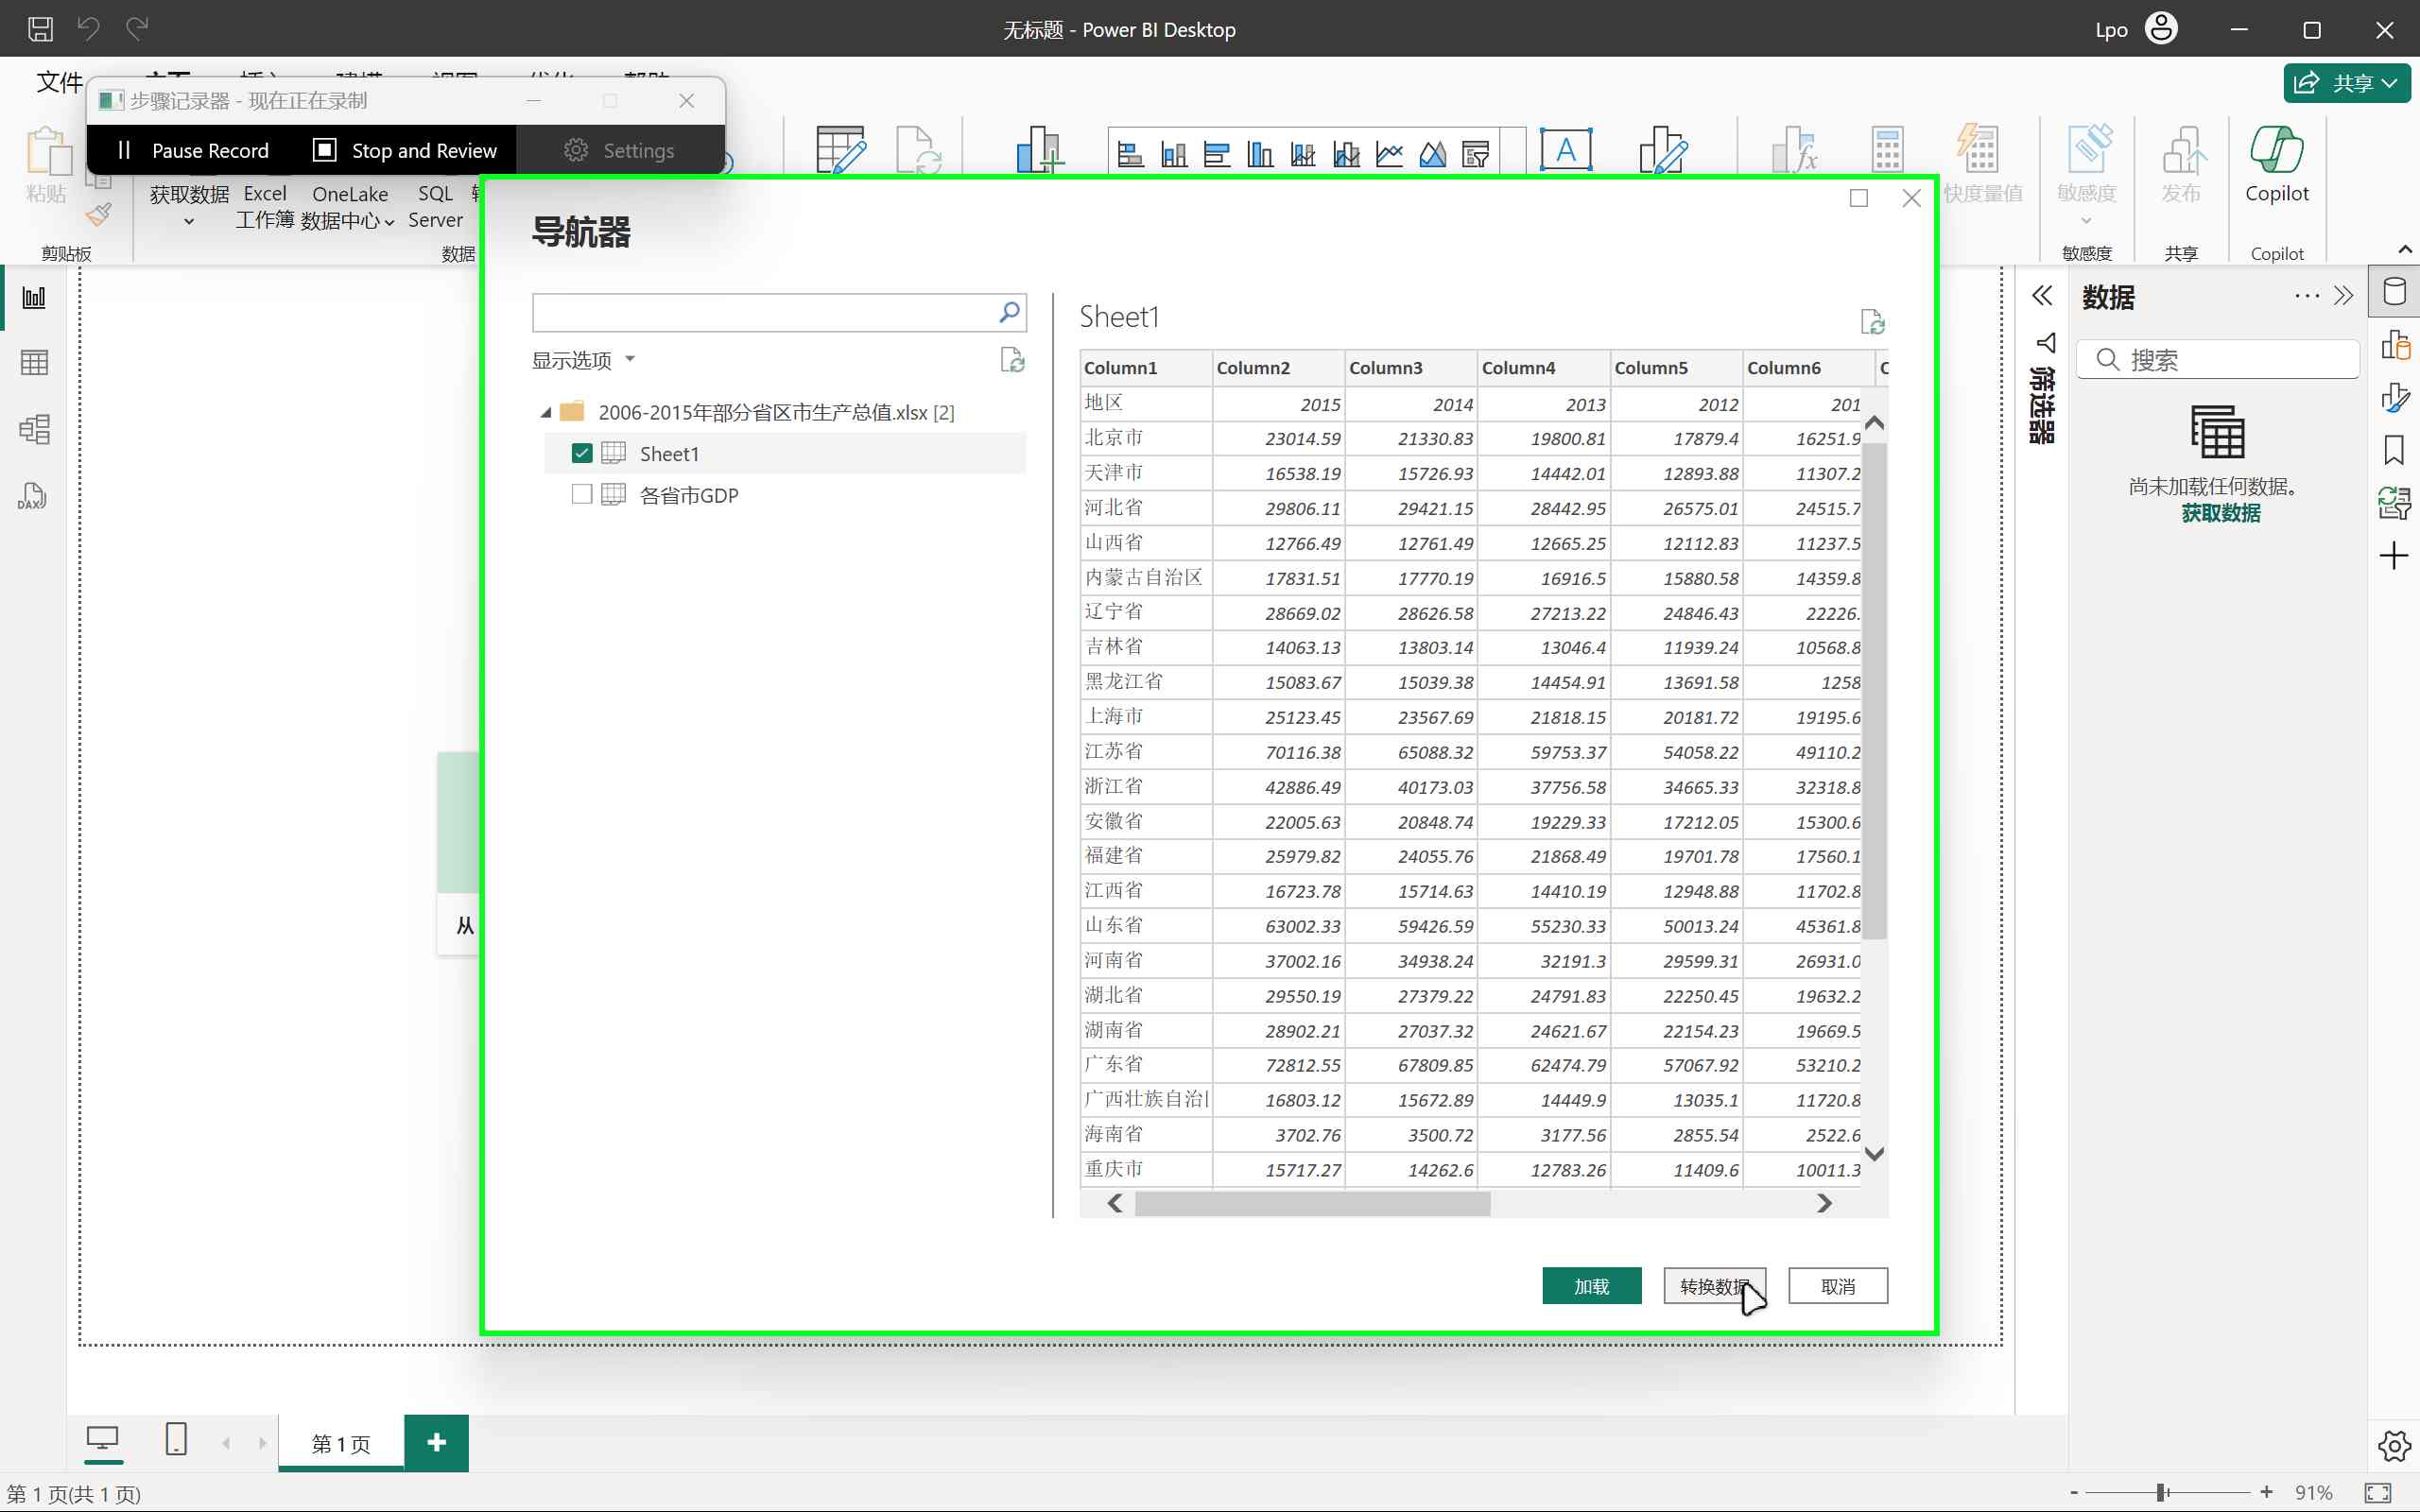 无标题 - Power BI Desktop
Lpo
文件
步骤记录器 - 现在正在录制
共享
Pause Record
Stop and Review
Settings
粘贴
剪贴板
获取数据
Excel
工作簿
OneLake
数据中心
SQL
Server
数据
快度量值
敏感度
敏感度
发布
共享
Copilot
Copilot
导航器
显示选项
2006-2015年部分省区市生产总值.xlsx [2]
Sheet1
各省市GDP
Sheet1
Column1 Column2 Column3 Column4 Column5 Column6
地区 2015 2014 2013 2012 201
北京市 23014.59 21330.83 19800.81 17879.4 16251.9
天津市 16538.19 15726.93 14442.01 12893.88 11307.2
河北省 29806.11 29421.15 28442.95 26575.01 24515.7
山西省 12766.49 12761.49 12665.25 12112.83 11237.5
内蒙古自治区 17831.51 17770.19 16916.5 15880.58 14359.8
辽宁省 28669.02 28626.58 27213.22 24846.43 22226.
吉林省 14063.13 13803.14 13046.4 11939.24 10568.8
黑龙江省 15083.67 15039.38 14454.91 13691.58 1258
上海市 25123.45 23567.69 21818.15 20181.72 19195.6
江苏省 70116.38 65088.32 59753.37 54058.22 49110.2
浙江省 42886.49 40173.03 37756.58 34665.33 32318.8
安徽省 22005.63 20848.74 19229.33 17212.05 15300.6
福建省 25979.82 24055.76 21868.49 19701.78 17560.1
江西省 16723.78 15714.63 14410.19 12948.88 11702.8
山东省 63002.33 59426.59 55230.33 50013.24 45361.8
河南省 37002.16 34938.24 32191.3 29599.31 26931.0
湖北省 29550.19 27379.22 24791.83 22250.45 19632.2
湖南省 28902.21 27037.32 24621.67 22154.23 19669.5
广东省 72812.55 67809.85 62474.79 57067.92 53210.2
广西壮族自治 16803.12 15672.89 14449.9 13035.1 11720.8
海南省 3702.76 3500.72 3177.56 2855.54 2522.6
重庆市 15717.27 14262.6 12783.26 11409.6 10011.3
加载
转换数据
取消
从
筛选器
数据
搜索
尚未加载任何数据。
获取数据
DAX
第 1 页
第 1 页(共 1 页)
91%